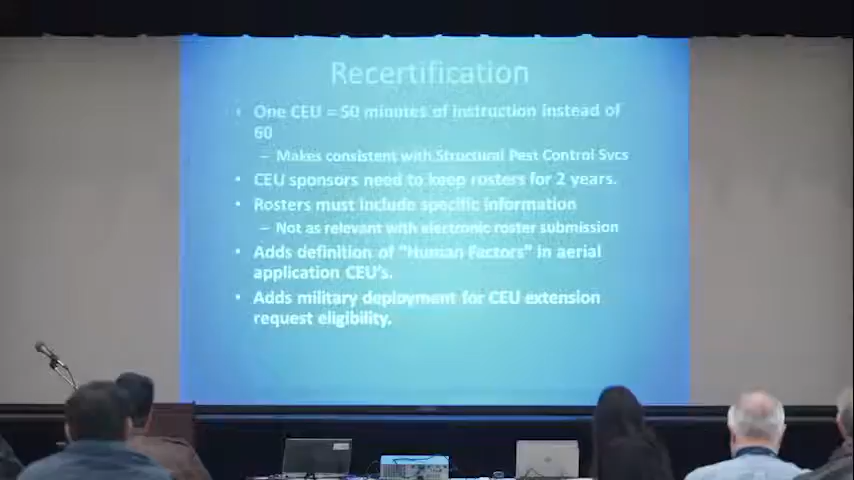 Recertification
• One CEU = 50 minutes of instruction instead of
60
– Makes consistent with Structural Pest Control Svcs
• CEU sponsors need to keep rosters for 2 years.
• Rosters must include specific information
– Not as relevant with electronic roster submission
• Adds definition of "Human Factors" in aerial
application CEU's.
• Adds military deployment for CEU extension
request eligibility.